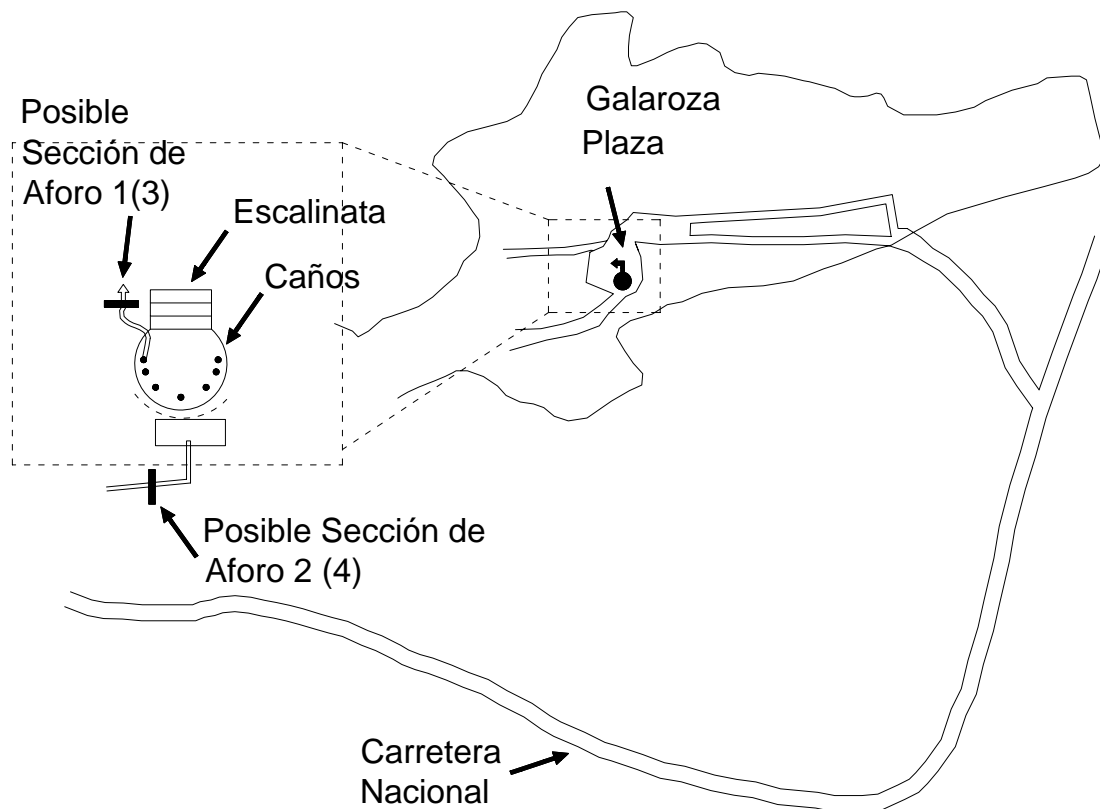 Posible
Sección de
Aforo 1(3)
Escalinata
Caños
Galaroza
Plaza
Posible Sección de
Aforo 2 (4)
Carretera
Nacional